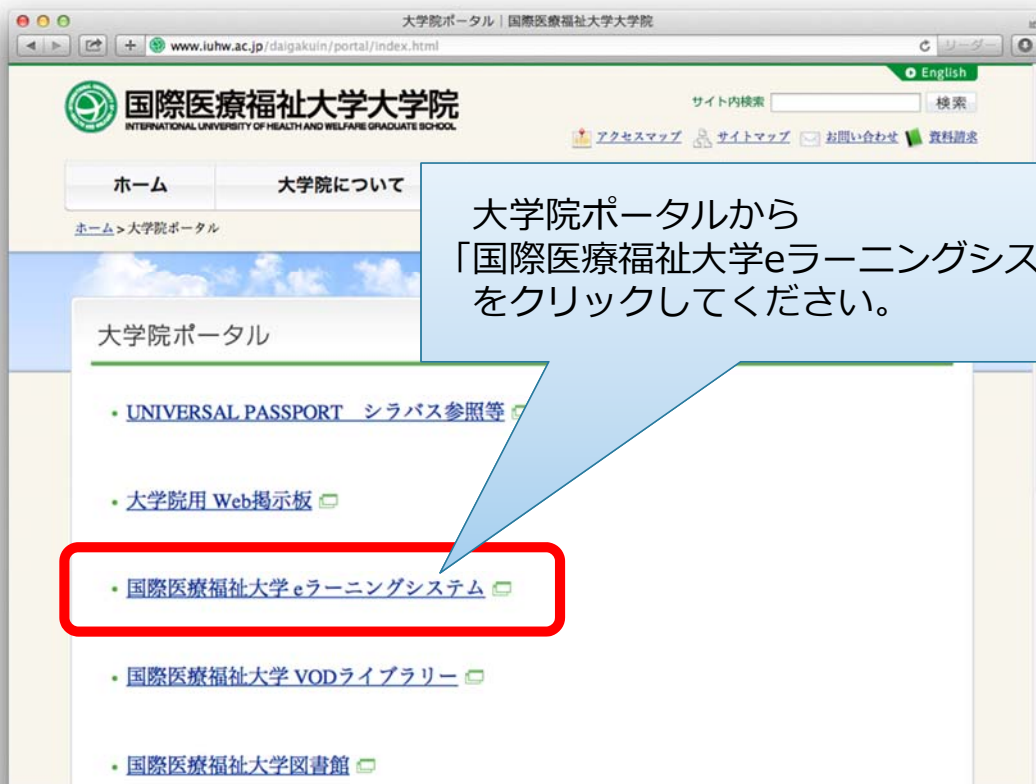 大学院ポータル｜国際医療福祉大学大学院
www.iuhw.ac.jp/daigakuin/portal/index.html
リーダー
English
国際医療福祉大学大学院
INTERNATIONAL UNIVERSITY OF HEALTH AND WELFARE GRADUATE SCHOOL
サイト内検索
検索
アクセスマップ サイトマップ お問い合わせ 資料請求
ホーム 大学院について
ホーム>大学院ポータル
大学院ポータルから
「国際医療福祉大学eラーニングシス
をクリックしてください。
大学院ポータル
・UNIVERSAL PASSPORT シラバス参照等
・大学院用 Web掲示板
・国際医療福祉大学 eラーニングシステム
・国際医療福祉大学 VODライブラリー
・国際医療福祉大学図書館